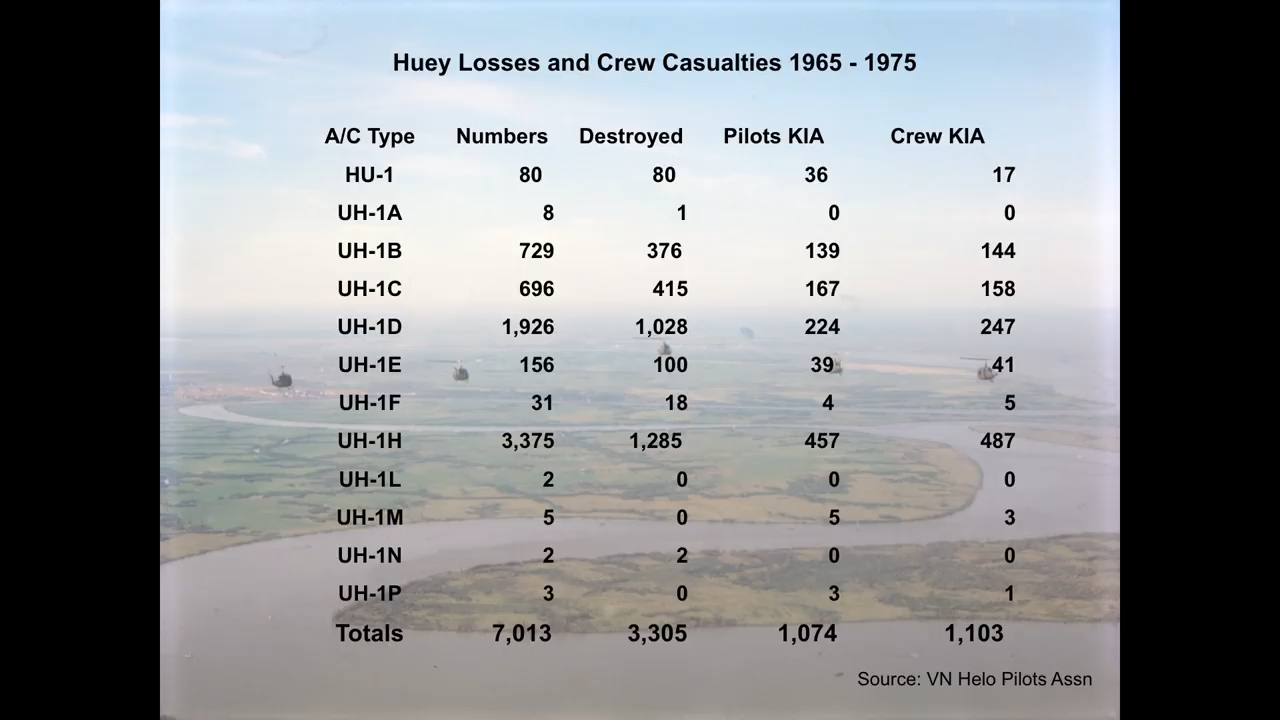 Huey Losses and Crew Casualties 1965 - 1975
A/C Type Numbers Destroyed Pilots KIA Crew KIA
HU-1 80 80 36 17
UH-1A 8 1 0 0
UH-1B 729 376 139 144
UH-1C 696 415 167 158
UH-1D 1,926 1,028 224 247
UH-1E 156 100 39 41
UH-1F 31 18 4 5
UH-1H 3,375 1,285 457 487
UH-1L 2 0 0 0
UH-1M 5 0 5 3
UH-1N 2 2 0 0
UH-1P 3 0 3 1
Totals 7,013 3,305 1,074 1,103
Source: VN Helo Pilots Assn